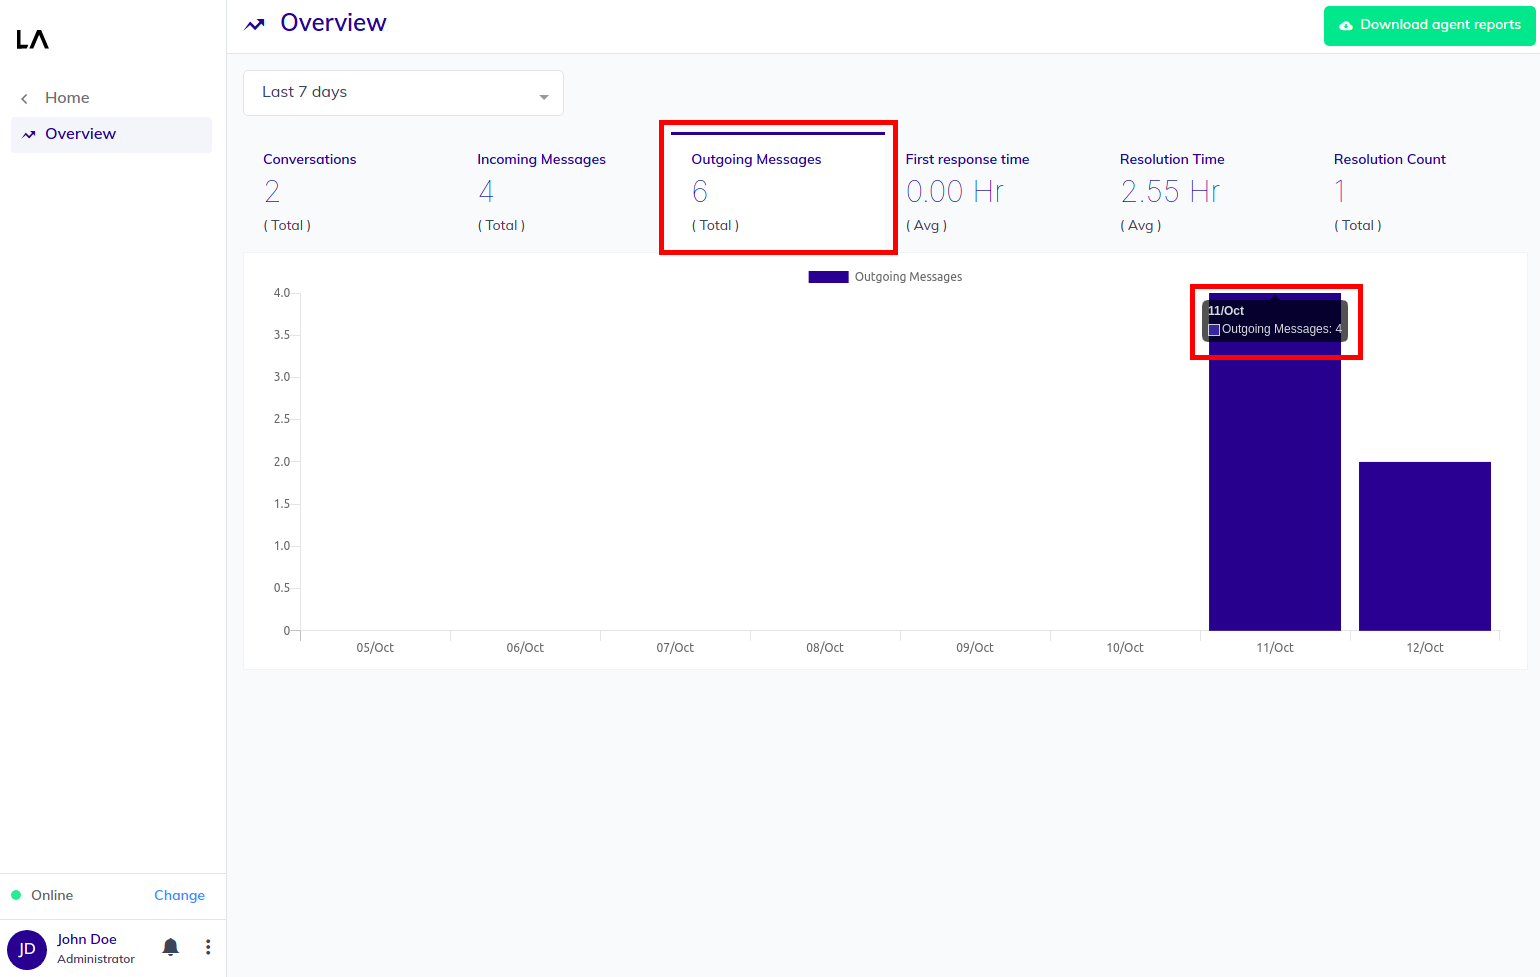 LA
Overview
Download agent reports
Home
Overview
Last 7 days
Conversations
2
( Total )
Incoming Messages
4
( Total )
Outgoing Messages
6
( Total )
First response time
0.00 Hr
( Avg )
Resolution Time
2.55 Hr
( Avg )
Resolution Count
1
( Total )
Outgoing Messages
4.0
3.5
3.0
2.5
2.0
1.5
1.0
0.5
0
11/Oct
Outgoing Messages: 4
05/Oct 06/Oct 07/Oct 08/Oct 09/Oct 10/Oct 11/Oct 12/Oct
Online Change
JD
John Doe
Administrator